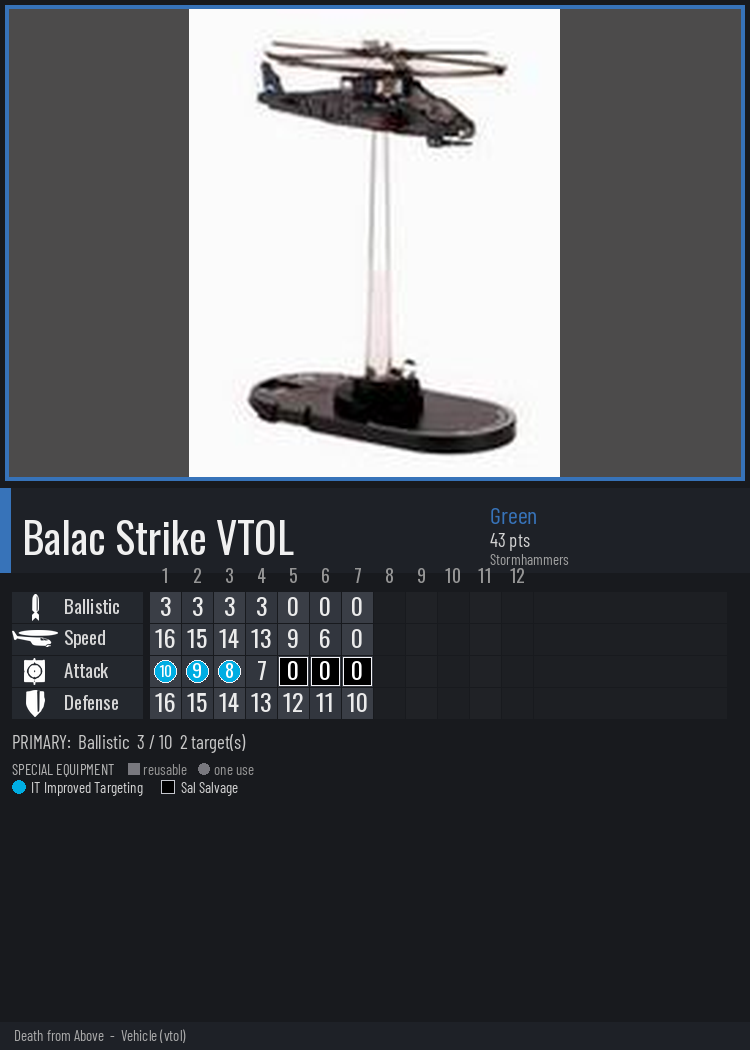 Balac Strike VTOL
Green
43 pts
Stormhammers
1 2 3 4 5 6 7 8 9 10 11 12
Ballistic 3 3 3 3 0 0 0
Speed 16 15 14 13 9 6 0
Attack 10 9 8 7 0 0 0
Defense 16 15 14 13 12 11 10
PRIMARY: Ballistic 3 / 10 2 target(s)
SPECIAL EQUIPMENT reusable one use
IT Improved Targeting Sal Salvage
Death from Above - Vehicle (vtol)